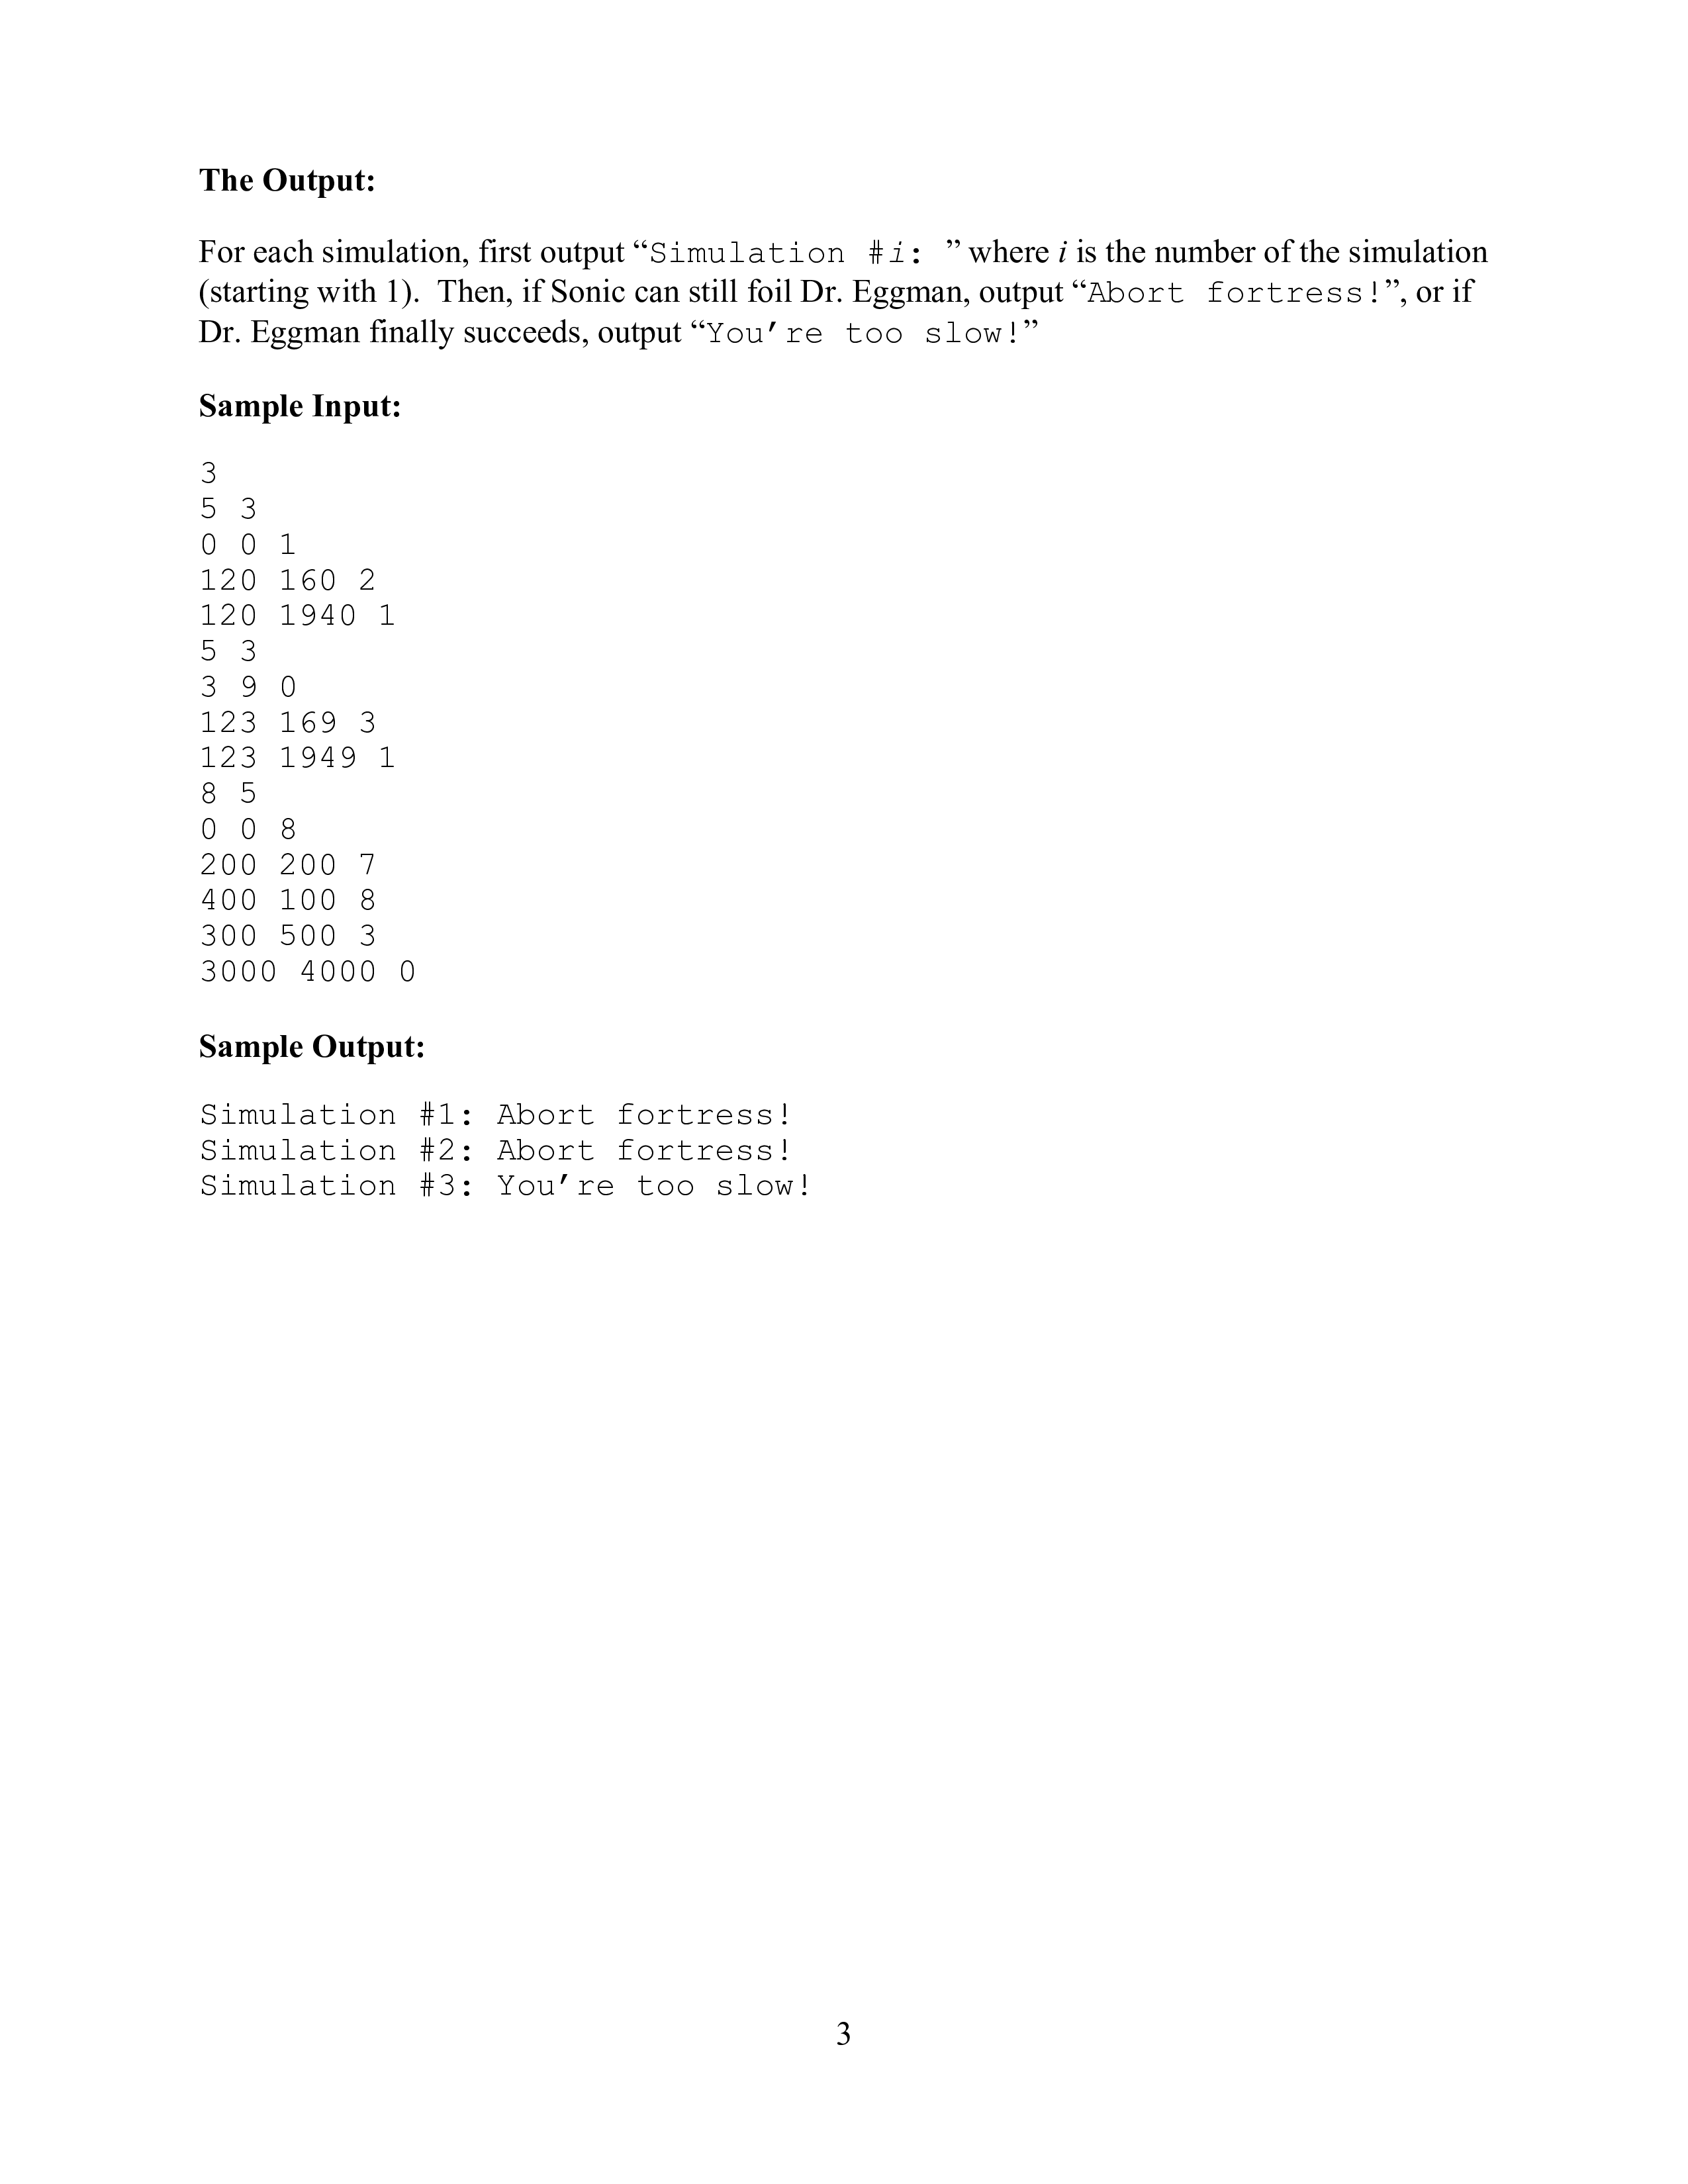 The Output:
For each simulation, first output “Simulation #i: ” where i is the number of the simulation
(starting with 1).  Then, if Sonic can still foil Dr. Eggman, output “Abort fortress!”, or if
Dr. Eggman finally succeeds, output “You’re too slow!”
Sample Input:
3
5 3
0 0 1
120 160 2
120 1940 1
5 3
3 9 0
123 169 3
123 1949 1
8 5
0 0 8
200 200 7
400 100 8
300 500 3
3000 4000 0
Sample Output:
Simulation #1: Abort fortress!
Simulation #2: Abort fortress!
Simulation #3: You’re too slow!
3